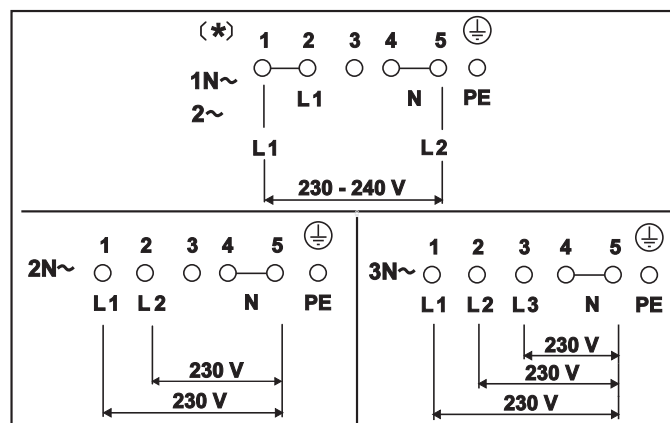 (*) 1 2 3 4 5
1N~ L1 N PE
2~
L1 L2
230 - 240 V
1 2 3 4 5
2N~
L1 L2 N PE
230 V
230 V
1 2 3 4 5
3N~
L1 L2 L3 N PE
230 V
230 V
230 V